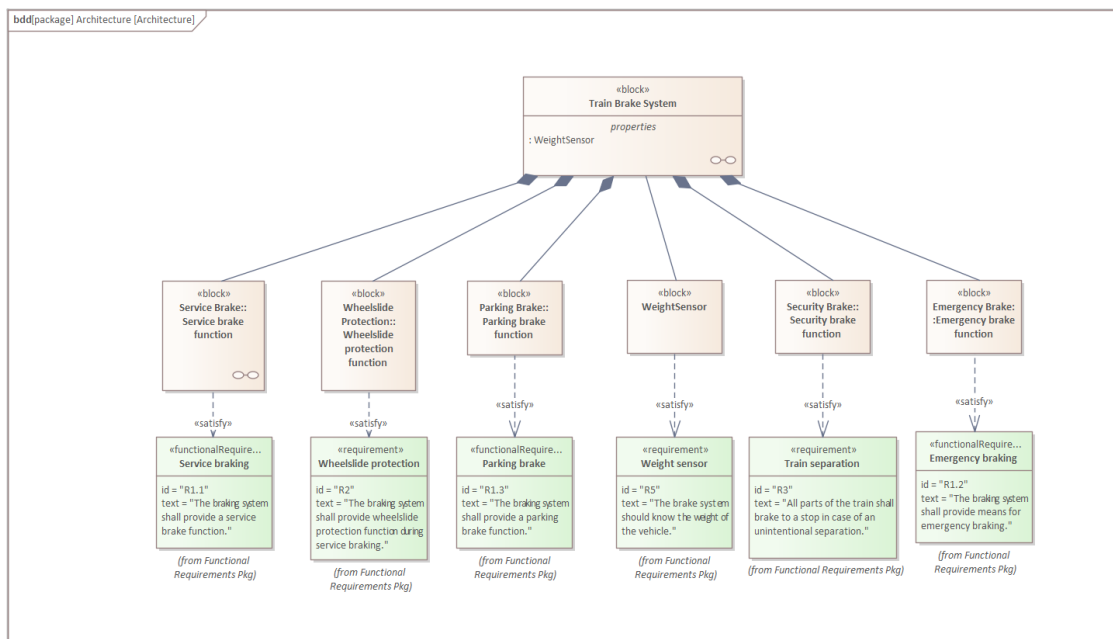 bdd[package] Architecture [Architecture]
«block»
Train Brake System
properties
: WeightSensor
«block»
Service Brake::
Service brake
function
«block»
Wheelslide
Protection::
Wheelslide
protection
function
«block»
Parking Brake::
Parking brake
function
«block»
WeightSensor
«block»
Security Brake::
Security brake
function
«block»
Emergency Brake:
:Emergency brake
function
«satisfy»
«satisfy»
«satisfy»
«satisfy»
«satisfy»
«satisfy»
«functionalRequire...
Service braking
id = "R1.1"
text = "The braking system
shall provide a service
brake function."
(from Functional
Requirements Pkg)
«requirement»
Wheelslide protection
id = "R2"
text = "The braking system
shall provide wheelslide
protection function during
service braking."
(from Functional
Requirements Pkg)
«functionalRequire...
Parking brake
id = "R1.3"
text = "The braking system
shall provide a parking
brake function."
(from Functional
Requirements Pkg)
«requirement»
Weight sensor
id = "R5"
text = "The brake system
should know the weight of
the vehicle."
(from Functional
Requirements Pkg)
«requirement»
Train separation
id = "R3"
text = "All parts of the train shall
brake to a stop in case of an
unintentional separation."
(from Functional Requirements Pkg)
«functionalRequire...
Emergency braking
id = "R1.2"
text = "The braking system
shall provide means for
emergency braking."
(from Functional
Requirements Pkg)